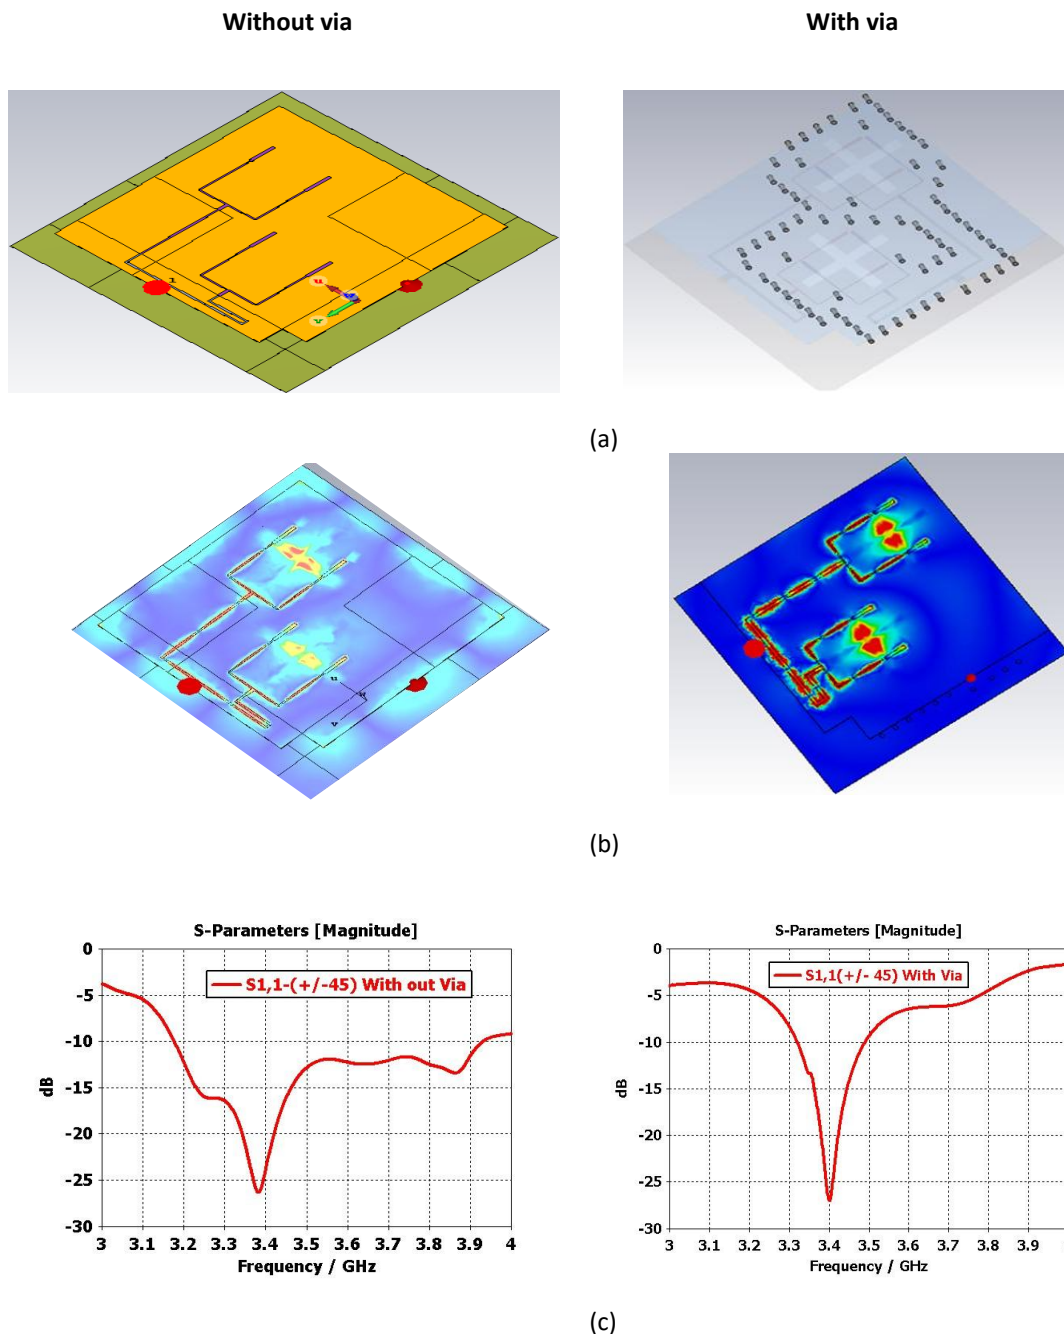 Without via
With via
1
u
v
(a)
u
v
(b)
S-Parameters [Magnitude]
0
-5
-10
-15
-20
-25
-30
dB
S1,1-(+/-45) With out Via
3 3.1 3.2 3.3 3.4 3.5 3.6 3.7 3.8 3.9 4
Frequency / GHz
S-Parameters [Magnitude]
0
-5
-10
-15
-20
-25
-30
dB
S1,1(+/- 45) With Via
3 3.1 3.2 3.3 3.4 3.5 3.6 3.7 3.8 3.9
Frequency / GHz
(c)